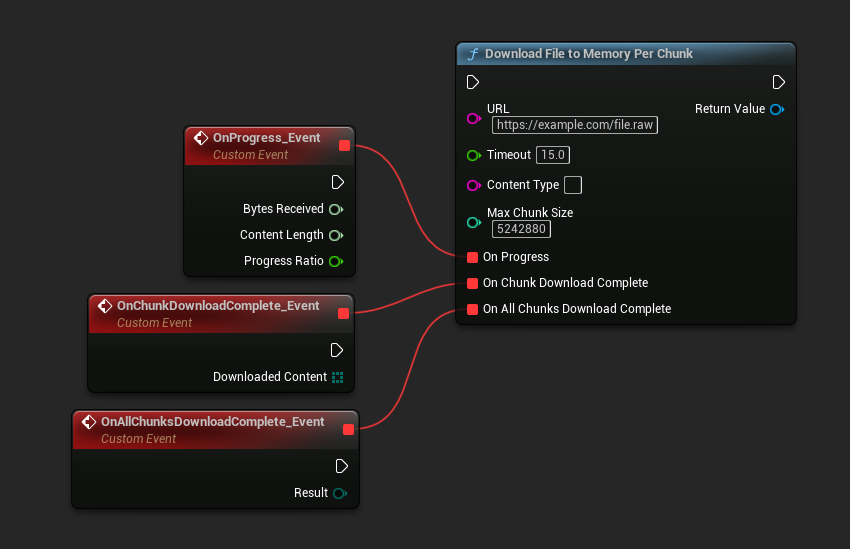 Download File to Memory Per Chunk
URL
https://example.com/file.raw
Return Value
Timeout 15.0
Content Type
Max Chunk Size
5242880
On Progress
On Chunk Download Complete
On All Chunks Download Complete
OnProgress_Event
Custom Event
Bytes Received
Content Length
Progress Ratio
OnChunkDownloadComplete_Event
Custom Event
Downloaded Content
OnAllChunksDownloadComplete_Event
Custom Event
Result